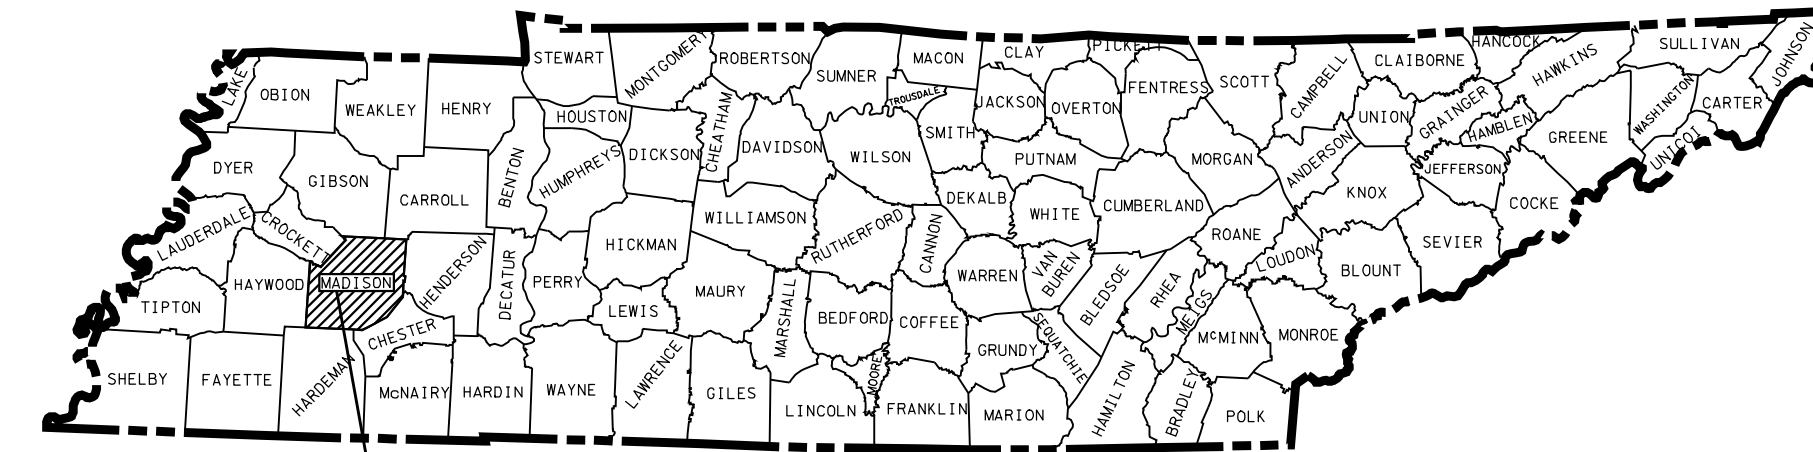 STEWART
MONTGOMERY
ROBERTSON
SUMNER
MACON
CLAY
PICKETT
HANCOCK
SULLIVAN
JOHNSON
LAKE
OBION
WEAKLEY
HENRY
HOUSTON
CHEATHAM
TROUSDALE
JACKSON
OVERTON
FENTRESS
SCOTT
CAMPBELL
CLAIBORNE
UNION
GRAINGER
HAWKINS
HAMBLEN
GREENE
WASHINGTON
CARTER
UNICOI
DYER
GIBSON
CARROLL
BENTON
HUMPHREYS
DICKSON
DAVIDSON
WILSON
SMITH
PUTNAM
MORGAN
ANDERSON
KNOX
JEFFERSON
COCKE
LAUDERDALE
CROCKETT
WILLIAMSON
RUTHERFORD
CANNON
DEKALB
WHITE
CUMBERLAND
ROANE
LOUDON
BLOUNT
SEVIER
TIPTON
HAYWOOD
MADISON
HENDERSON
DECATUR
PERRY
HICKMAN
LEWIS
MAURY
MARSHALL
BEDFORD
COFFEE
WARREN
VAN
BUREN
BLEDSOE
RHEA
MEIGS
McMINN
MONROE
SHELBY
FAYETTE
HARDEMAN
CHESTER
McNAIRY
HARDIN
WAYNE
LAWRENCE
GILES
LINCOLN
MOORE
FRANKLIN
GRUNDY
SEQUATCHIE
MARION
HAMILTON
BRADLEY
POLK